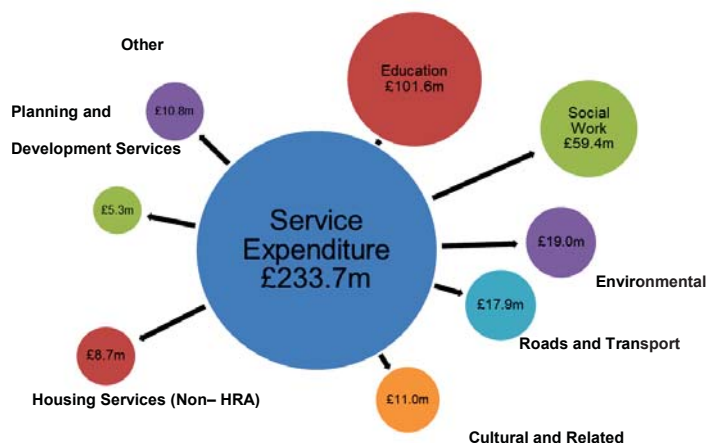 Other
Education
£101.6m
£10.8m
Planning and
Development Services
Social
Work
£59.4m
£5.3m
Service
Expenditure
£233.7m
£19.0m
Environmental
£17.9m
Roads and Transport
£8.7m
Housing Services (Non– HRA)
£11.0m
Cultural and Related